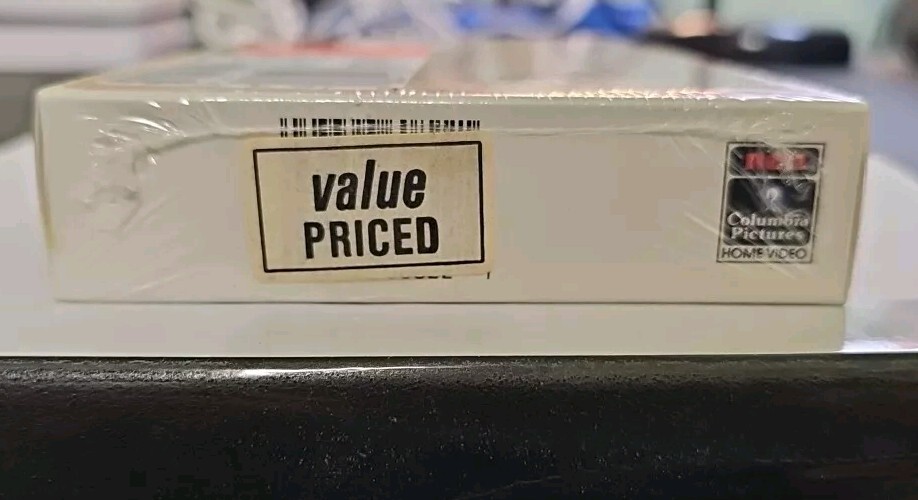 value
PRICED
RCA
Columbia
Pictures
HOME VIDEO